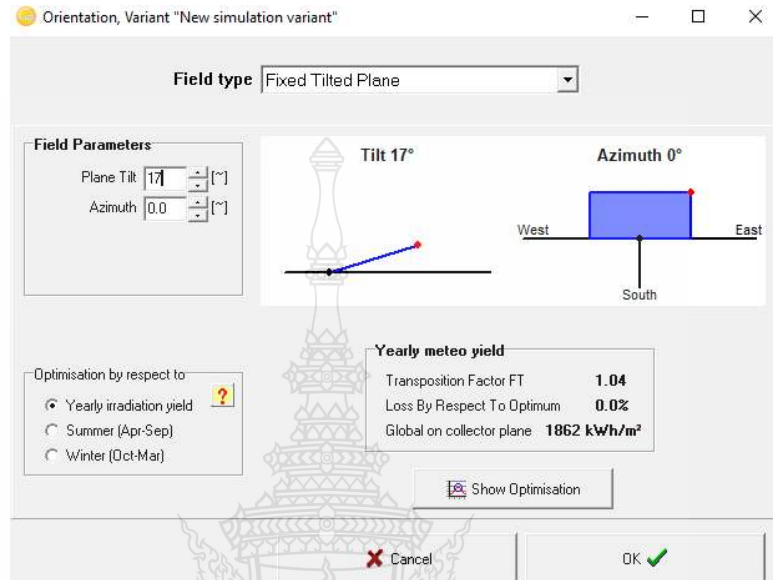 Orientation, Variant "New simulation variant"
Field type Fixed Tilted Plane
Field Parameters
Plane Tilt 17 [~]
Azimuth 0.0 [~]
Tilt 17°
Azimuth 0°
West East
South
Optimisation by respect to
?
Yearly irradiation yield
Summer (Apr-Sep)
Winter (Oct-Mar)
Yearly meteo yield
Transposition Factor FT 1.04
Loss By Respect To Optimum 0.0%
Global on collector plane 1862 kWh/m²
Show Optimisation
Cancel OK